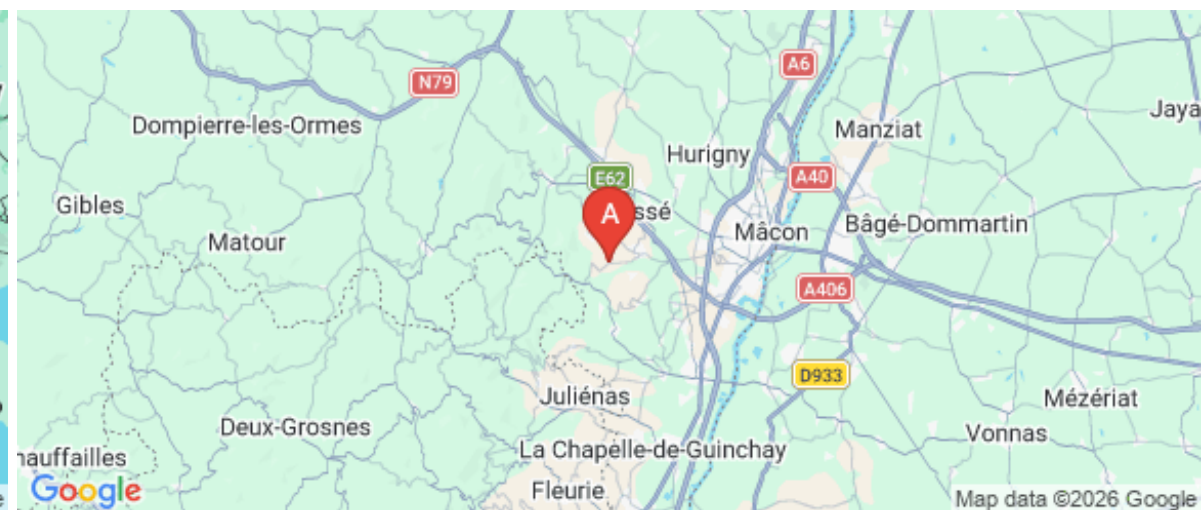 A6
N79
Jaya
Manziat
Dompierre-les-Ormes
Hurigny
E62
A40
Gibles
A
ssé
Matour
Mâcon
Bâgé-Dommartin
A406
D933
Juliénas
Mézériat
Deux-Grosnes
Vonnas
La Chapelle-de-Guinchay
hauffailles
Fleurie
Google
Map data ©2026 Google